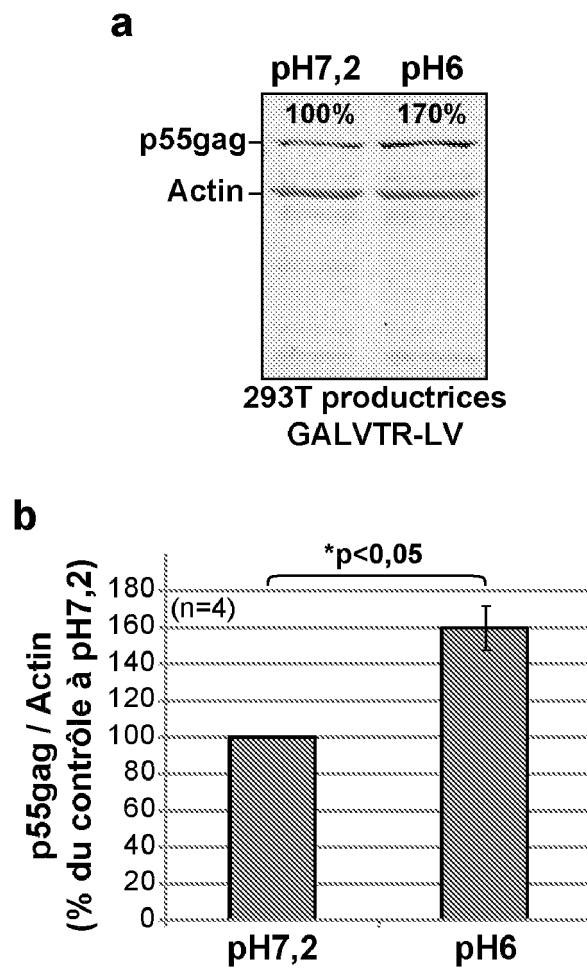 a
pH7,2 pH6
100% 170%
p55gag
Actin
293T productrices
GALVTR-LV
b
*p<0,05
(n=4)
p55gag / Actin
(% du contrôle à pH7,2)
180
160
140
120
100
80
60
40
20
0
pH7,2 pH6